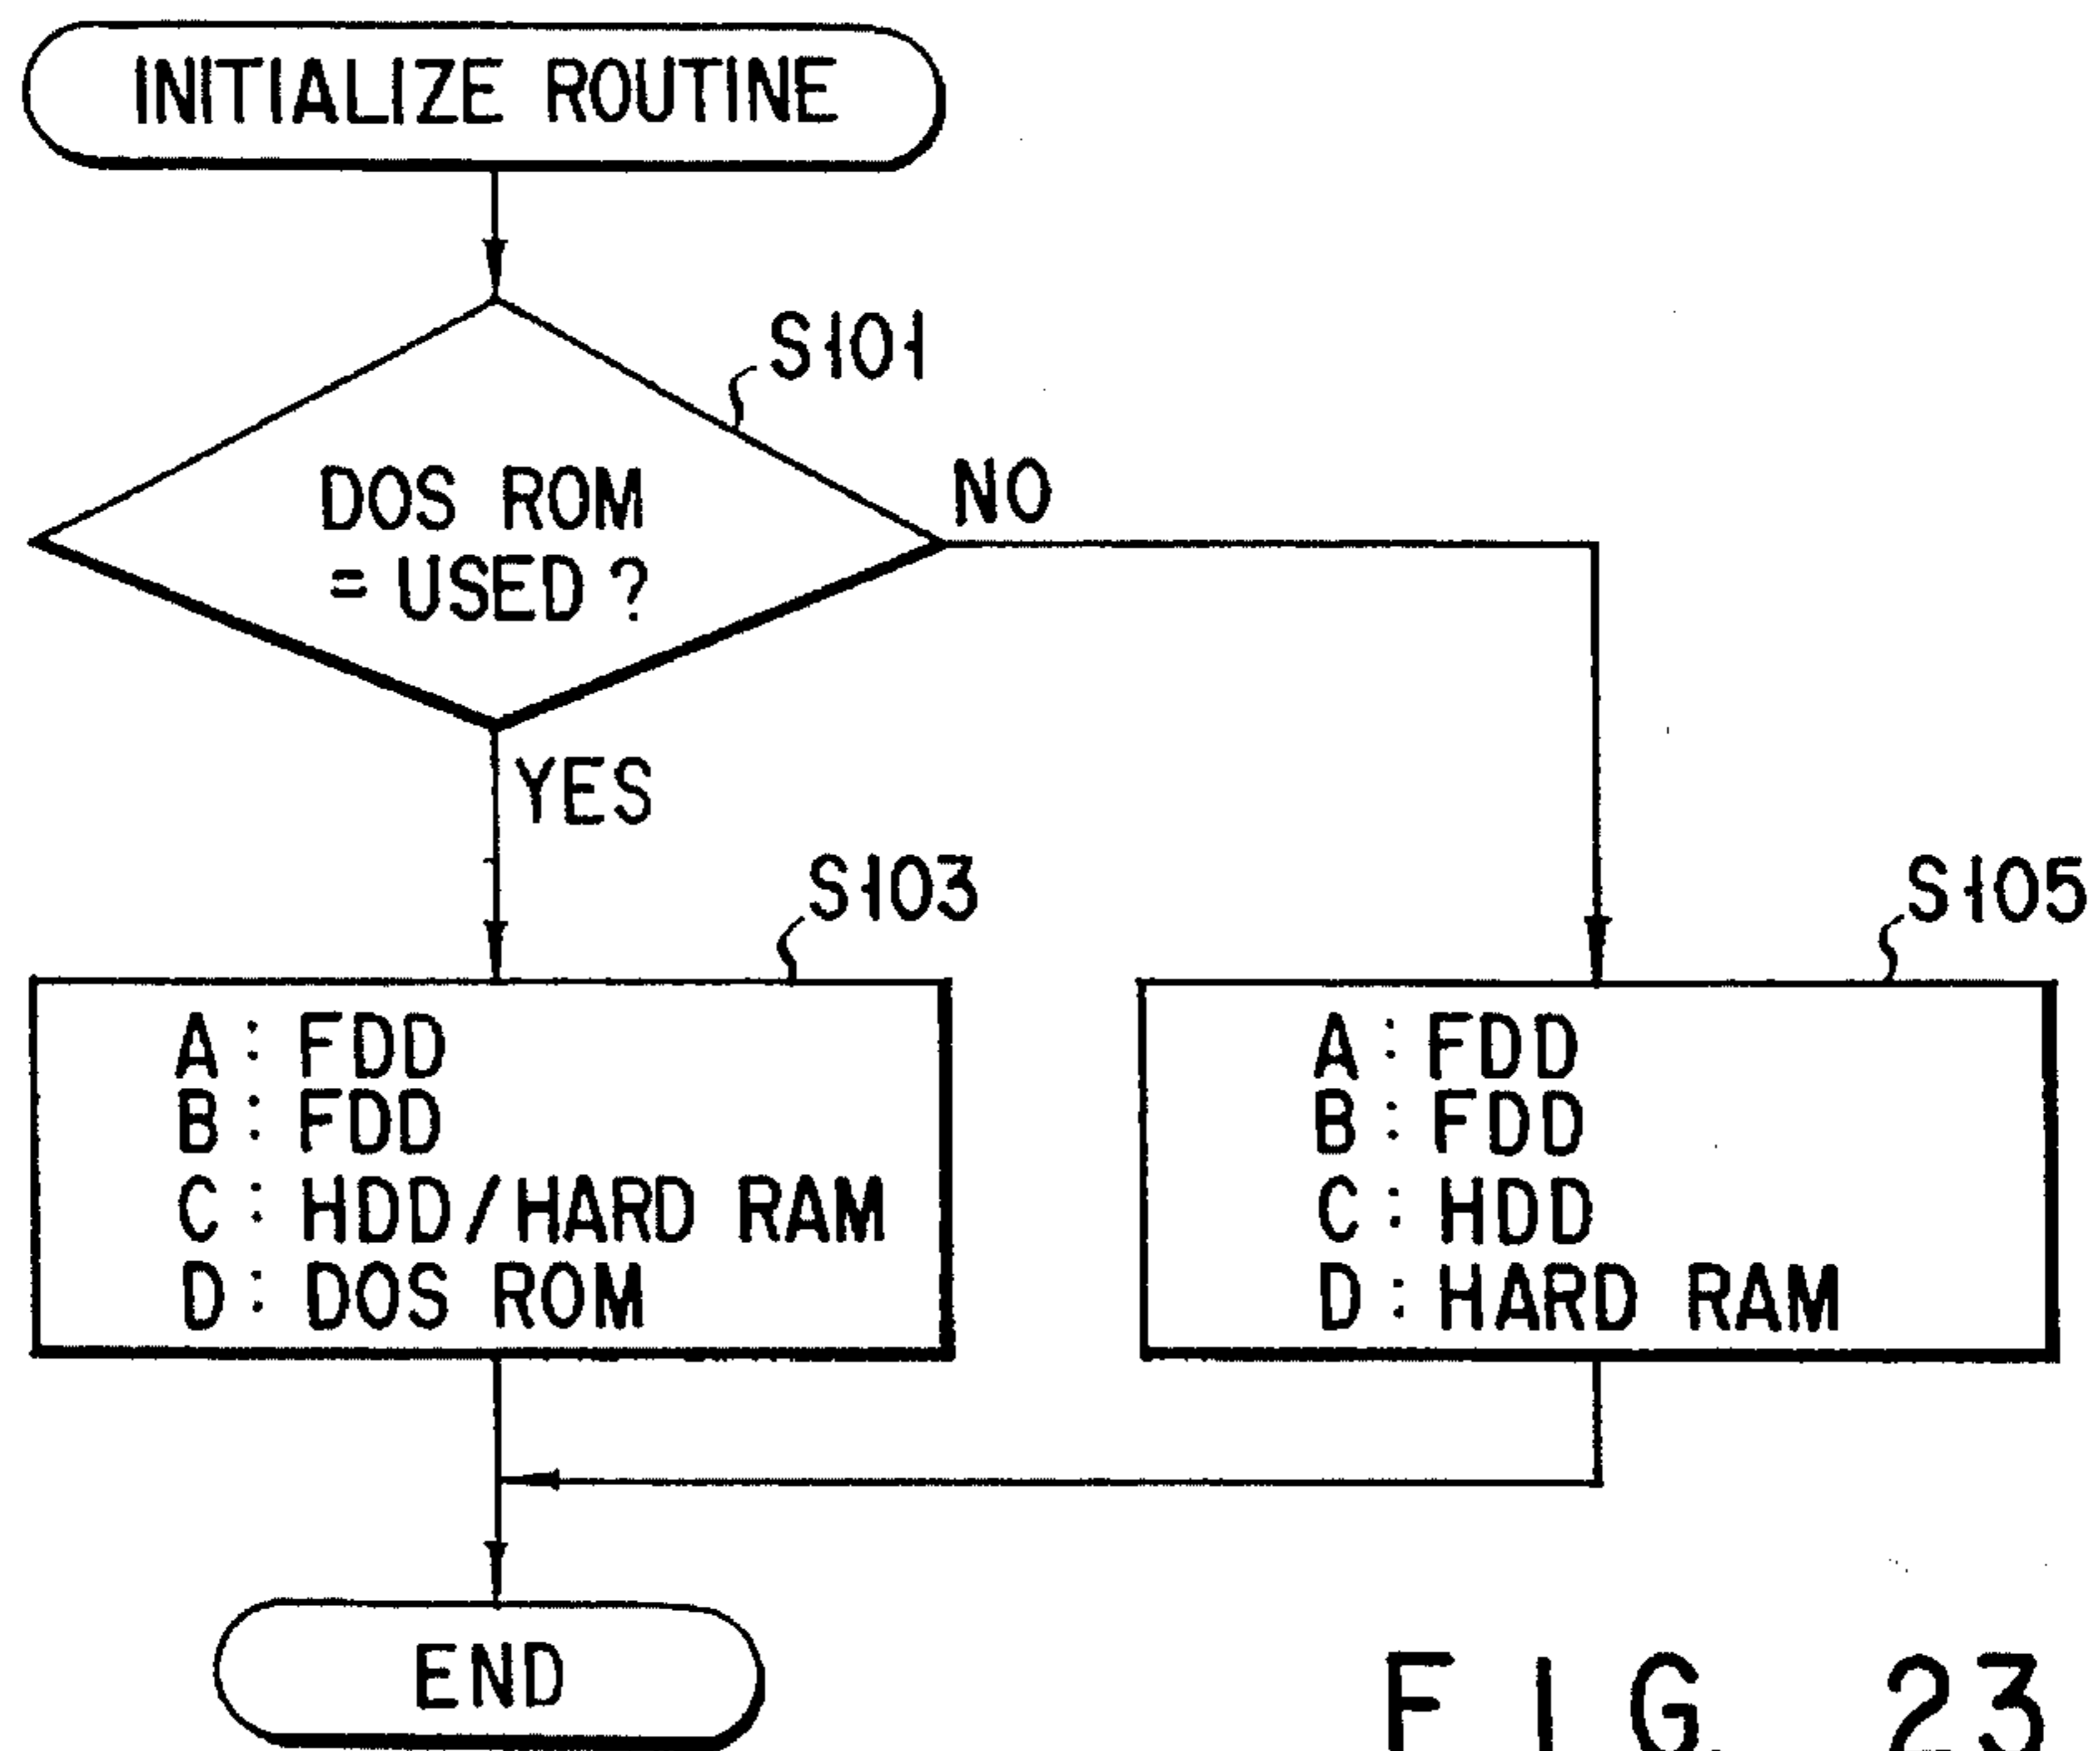 INITIALIZE ROUTINE
S101
DOS ROM
= USED ?
NO
YES
S103
A : FDD
B : FDD
C : HDD/HARD RAM
D : DOS ROM
S105
A : FDD
B : FDD
C : HDD
D : HARD RAM
END
FIG. 23